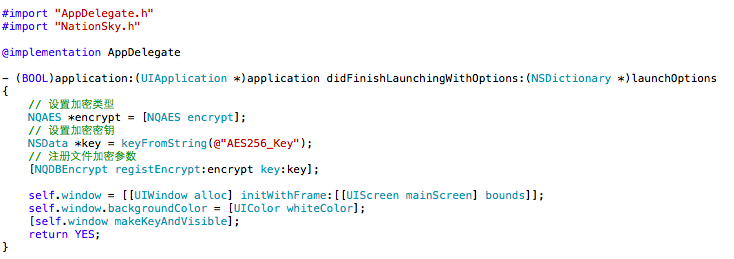 #import "AppDelegate.h"
#import "NationSky.h"
@implementation AppDelegate
- (BOOL)application:(UIApplication *)application didFinishLaunchingWithOptions:(NSDictionary *)launchOptions
{
// 设置加密类型
NQAES *encrypt = [NQAES encrypt];
// 设置加密密钥
NSData *key = keyFromString(@"AES256_Key");
// 注册文件加密参数
[NQDBEncrypt registEncrypt:encrypt key:key];
self.window = [[UIWindow alloc] initWithFrame:[[UIScreen mainScreen] bounds]];
self.window.backgroundColor = [UIColor whiteColor];
[self.window makeKeyAndVisible];
return YES;
}